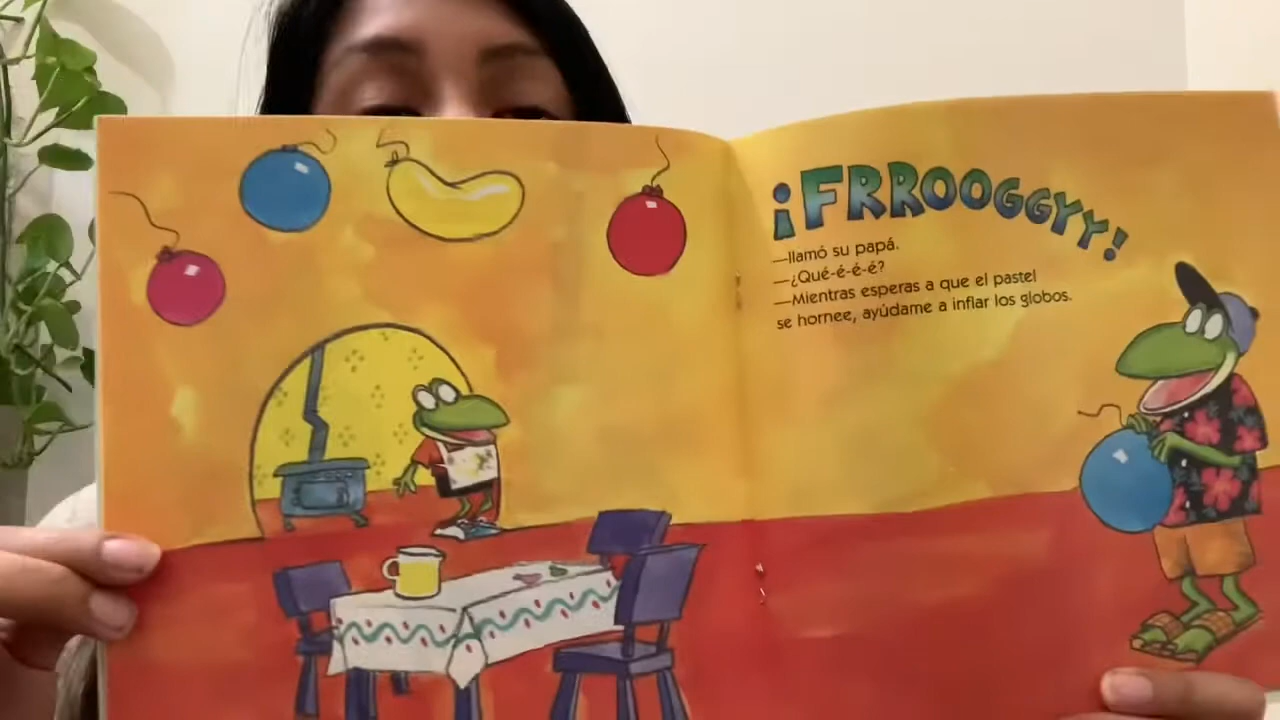 ¡FRROOGGYY!
—llamó su papá.
—¿Qué-é-é-é?
—Mientras esperas a que el pastel
se hornee, ayúdame a inflar los globos.